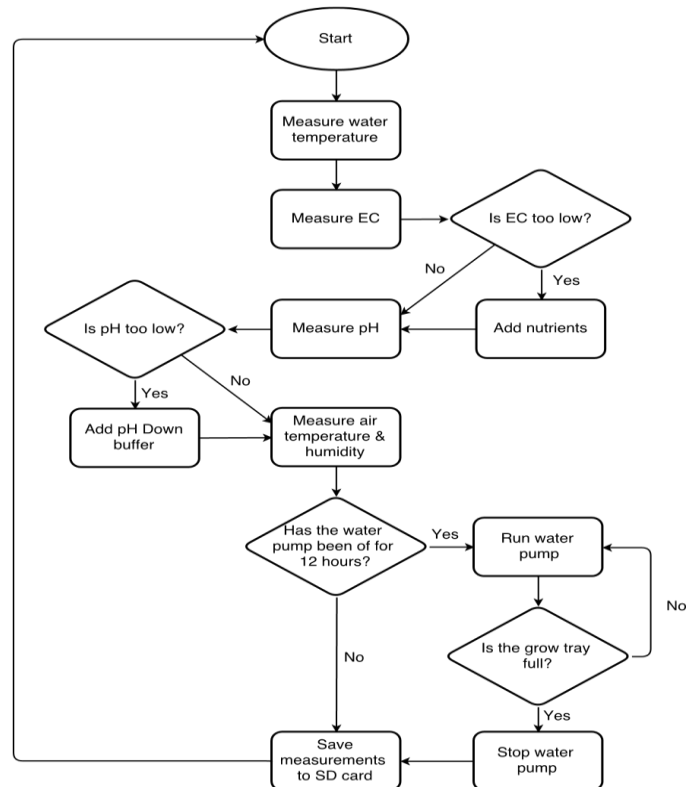 Start
Measure water
temperature
Measure EC
Is EC too low?
No
Yes
Is pH too low?
Measure pH
Add nutrients
No
Yes
Add pH Down
buffer
Measure air
temperature &
humidity
Has the water
pump been of for
12 hours?
Yes
Run water
pump
No
Is the grow tray
full?
No
Yes
Save
measurements
to SD card
Stop water
pump